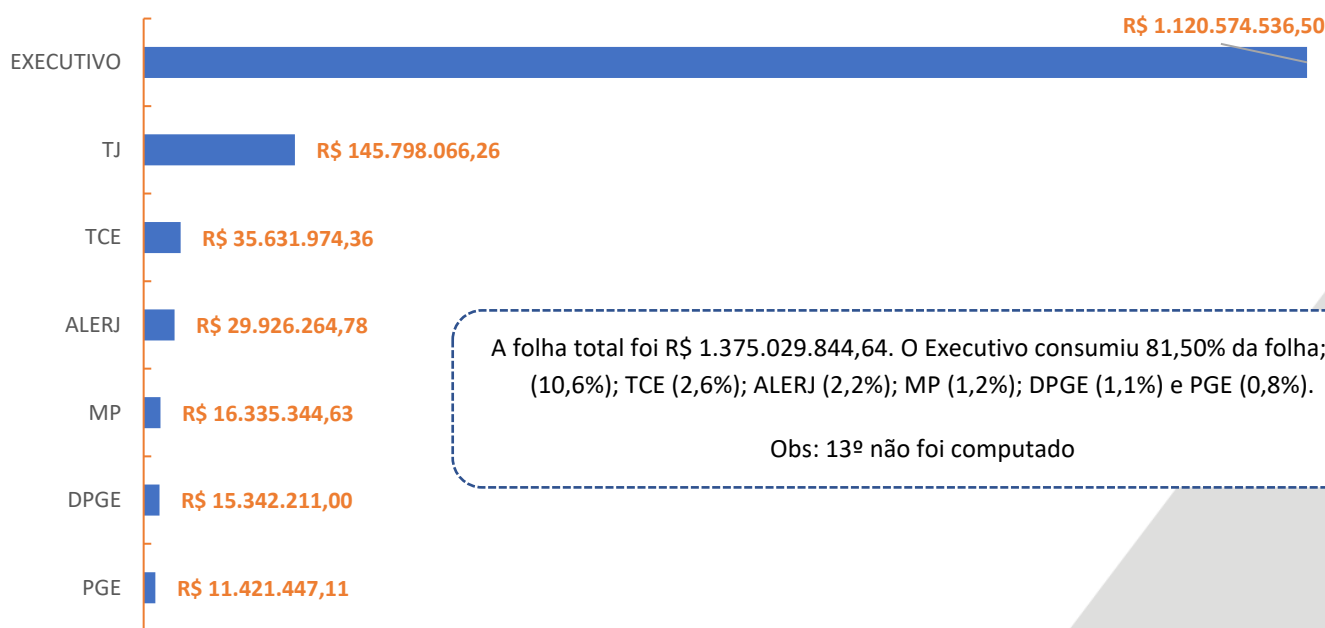 R$ 1.120.574.536,50
EXECUTIVO
TJ
R$ 145.798.066,26
TCE
R$ 35.631.974,36
ALERJ
R$ 29.926.264,78
A folha total foi R$ 1.375.029.844,64. O Executivo consumiu 81,50% da folha;
(10,6%); TCE (2,6%); ALERJ (2,2%); MP (1,2%); DPGE (1,1%) e PGE (0,8%).
MP
R$ 16.335.344,63
Obs: 13º não foi computado
DPGE
R$ 15.342.211,00
PGE
R$ 11.421.447,11